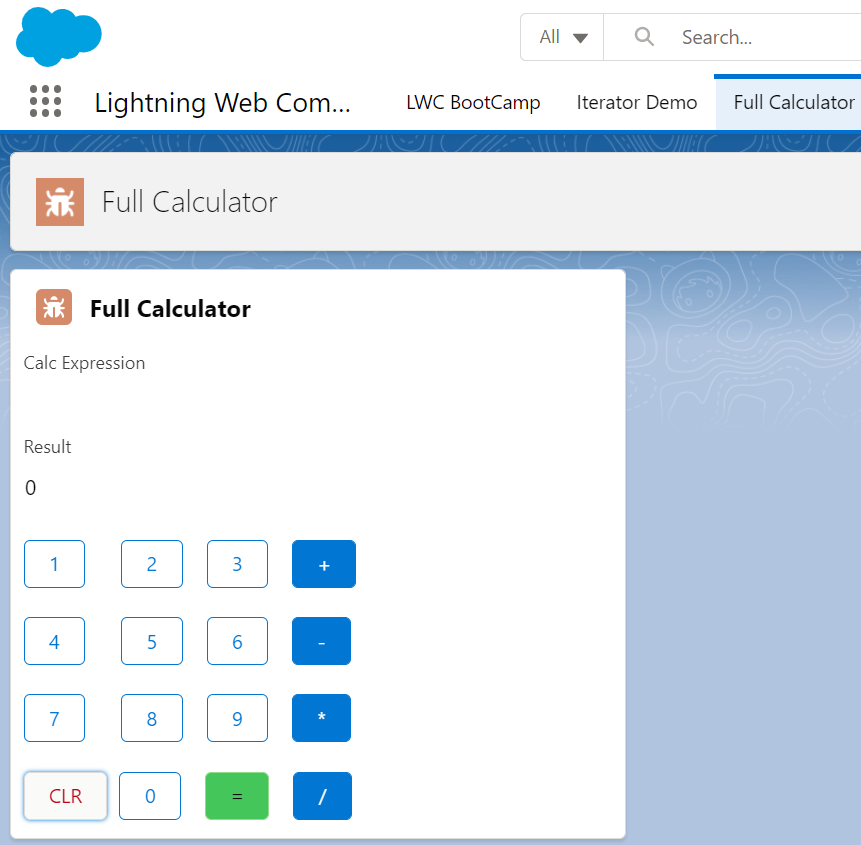 All Search...
Lightning Web Com... LWC BootCamp Iterator Demo Full Calculator
Full Calculator
Full Calculator
Calc Expression
Result
0
1 2 3 +
4 5 6 -
7 8 9 *
CLR 0 = /